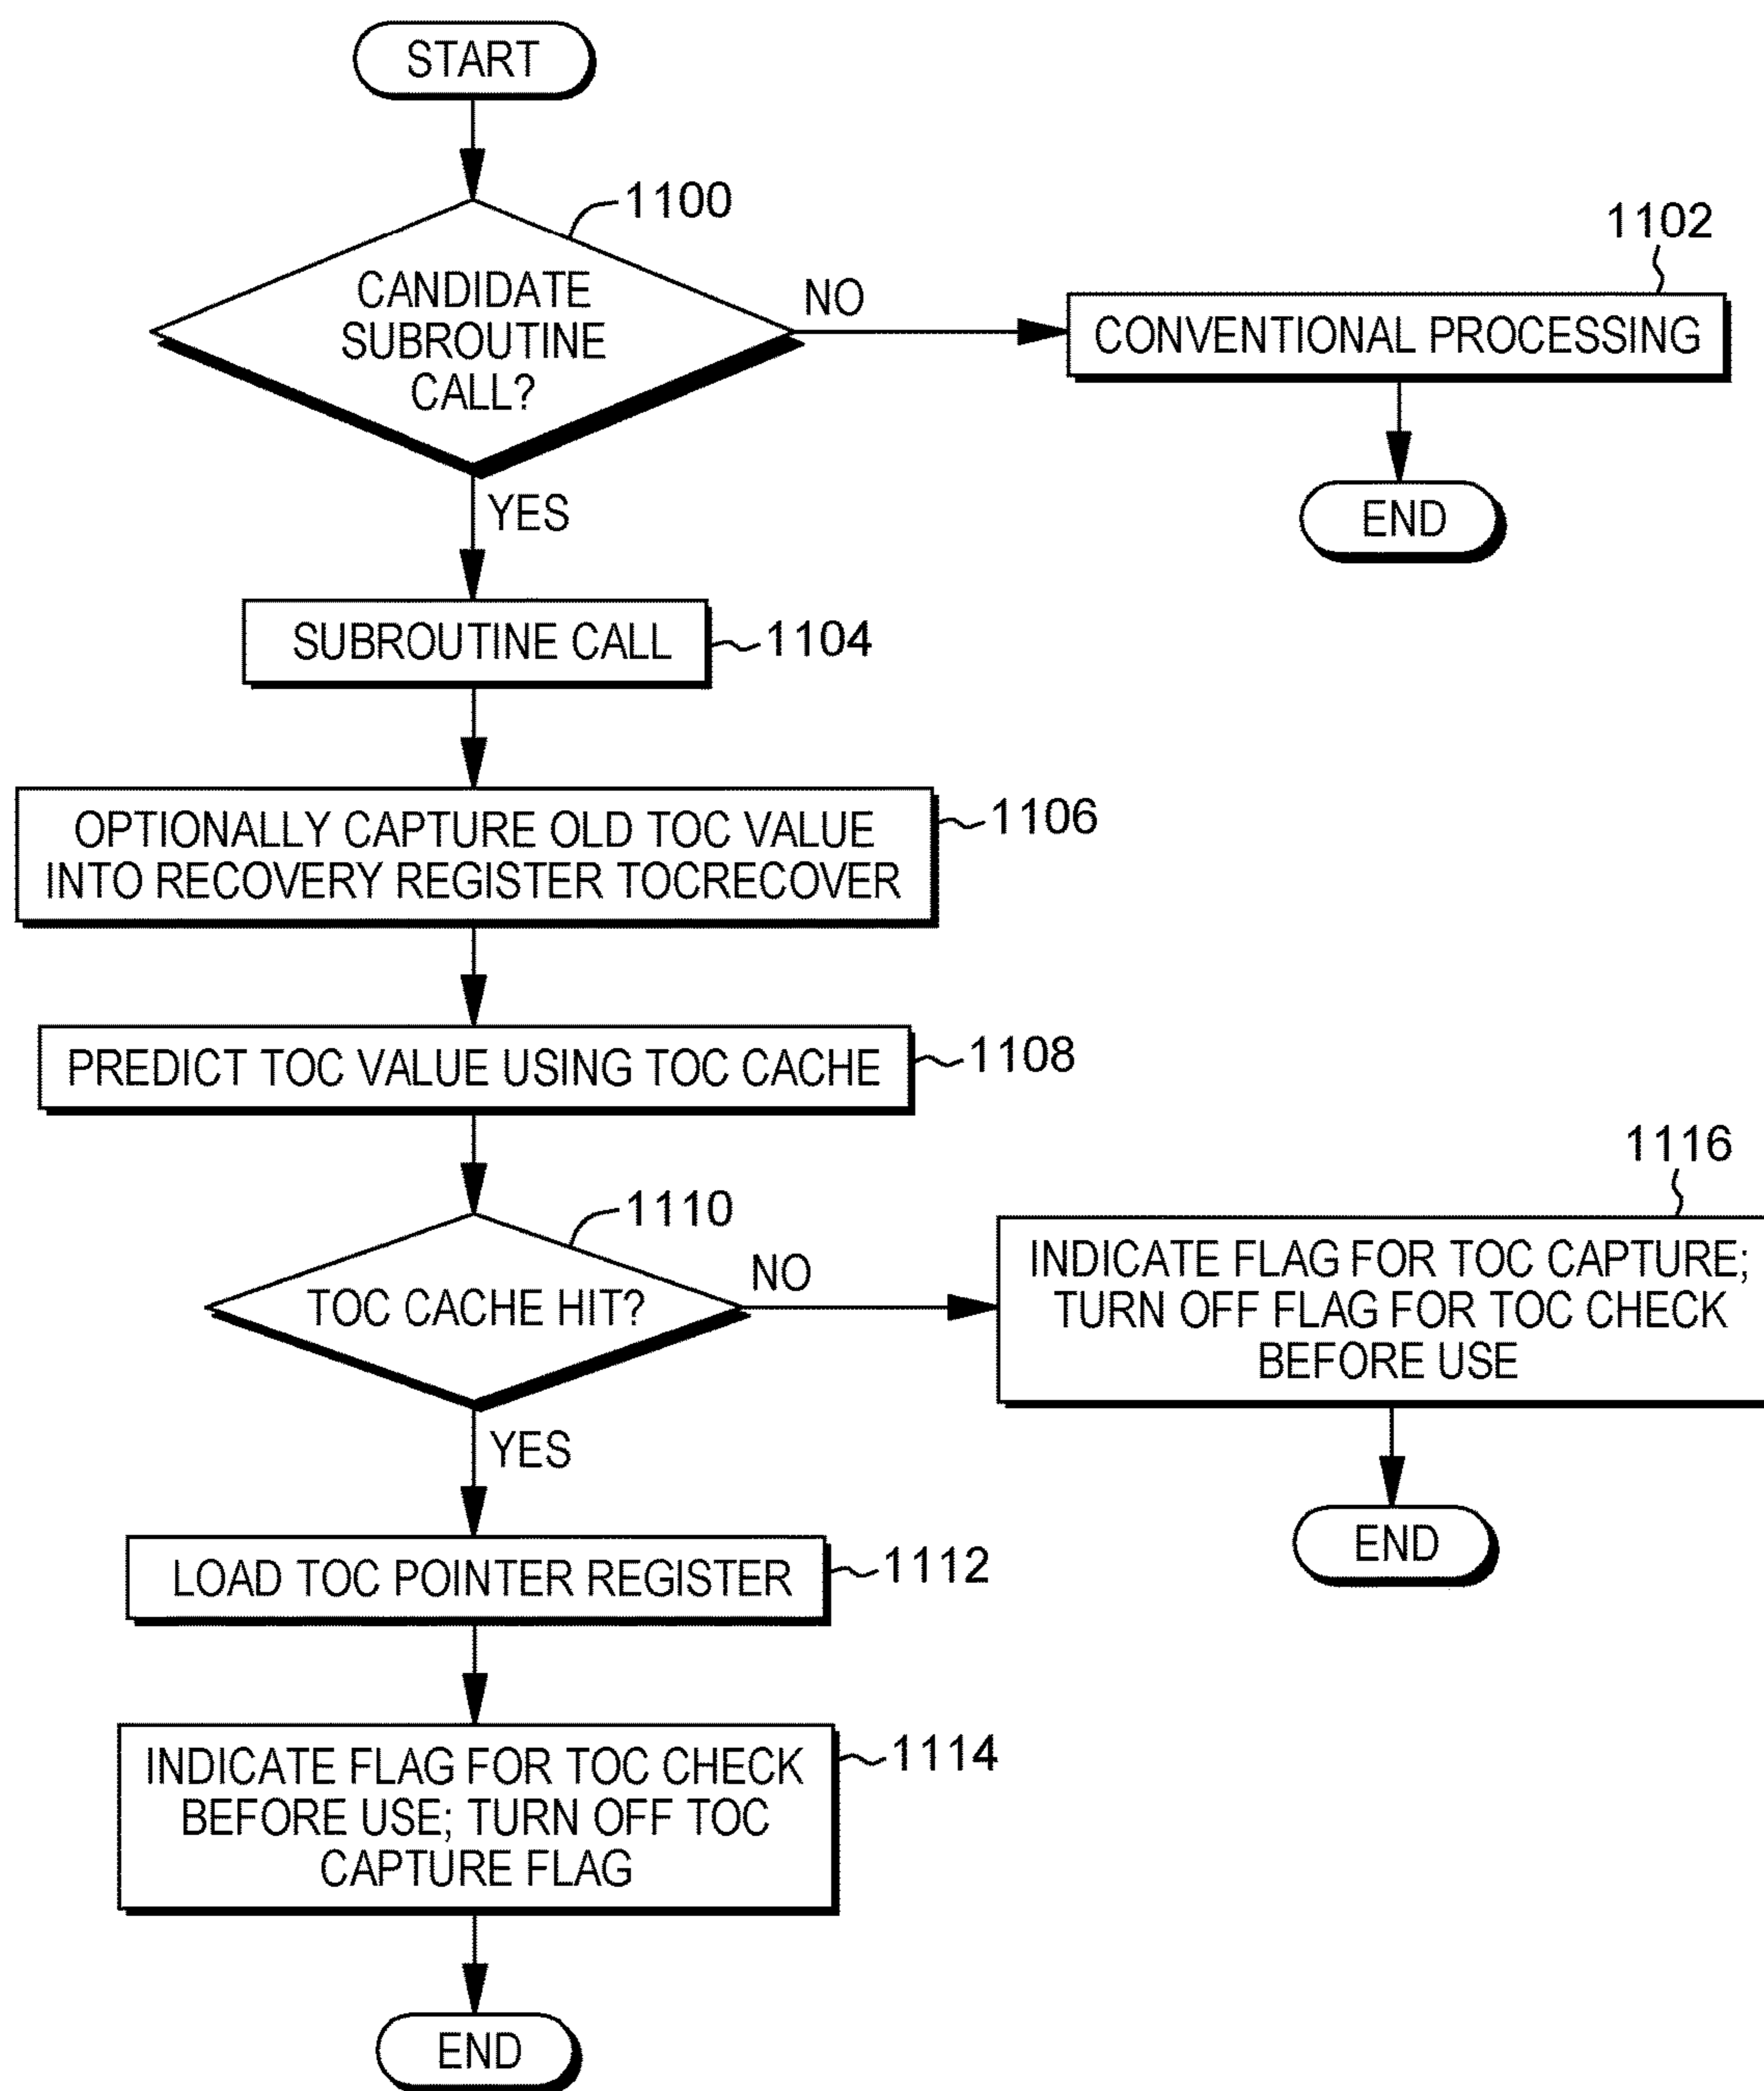 START
1100
CANDIDATE
SUBROUTINE
CALL?
NO
1102
CONVENTIONAL PROCESSING
END
YES
SUBROUTINE CALL
1104
OPTIONALLY CAPTURE OLD TOC VALUE
INTO RECOVERY REGISTER TOCRECOVER
1106
PREDICT TOC VALUE USING TOC CACHE
1108
1110
TOC CACHE HIT?
NO
1116
INDICATE FLAG FOR TOC CAPTURE;
TURN OFF FLAG FOR TOC CHECK
BEFORE USE
END
YES
LOAD TOC POINTER REGISTER
1112
INDICATE FLAG FOR TOC CHECK
BEFORE USE; TURN OFF TOC
CAPTURE FLAG
1114
END